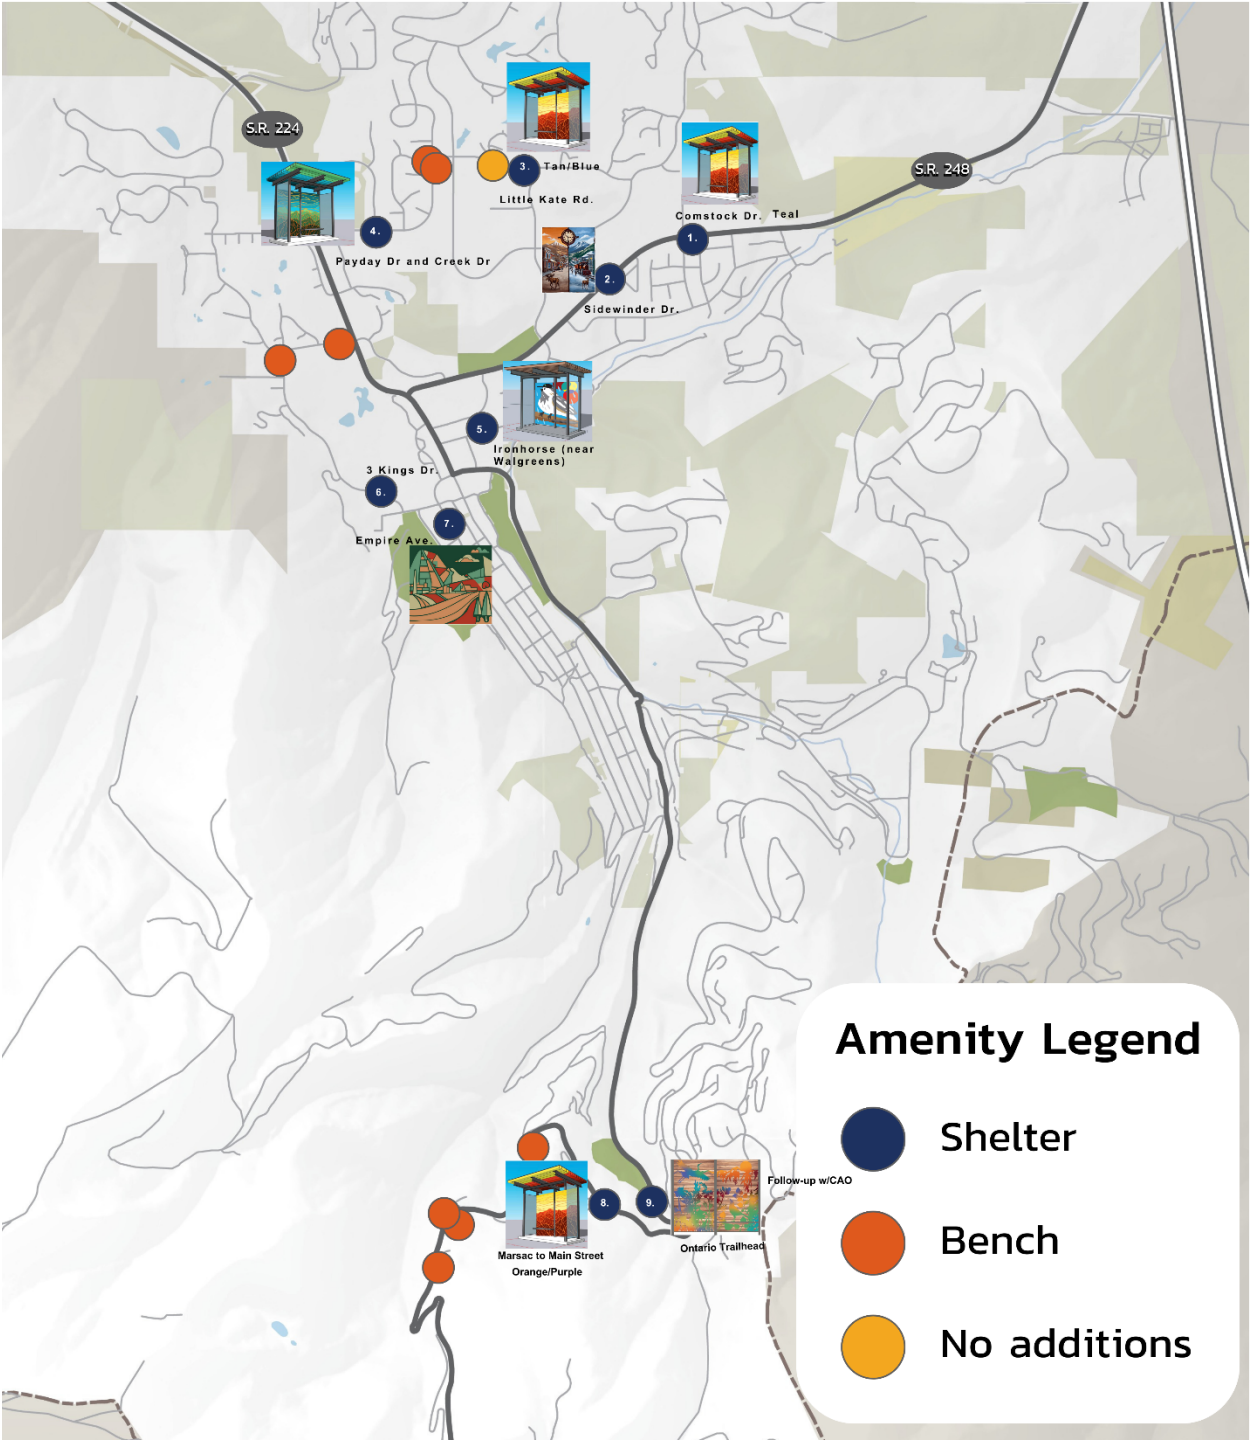 S.R. 224
3. Tan/Blue
Little Kate Rd.
S.R. 248
Comstock Dr. Teal
1.
4.
Payday Dr and Creek Dr
2.
Sidewinder Dr.
5.
Ironhorse (near
Walgreens)
3 Kings Dr.
6.
7.
Empire Ave.
Amenity Legend
Shelter
Bench
No additions
Follow-up w/CAO
8.
9.
Ontario Trailhead
Marsac to Main Street
Orange/Purple